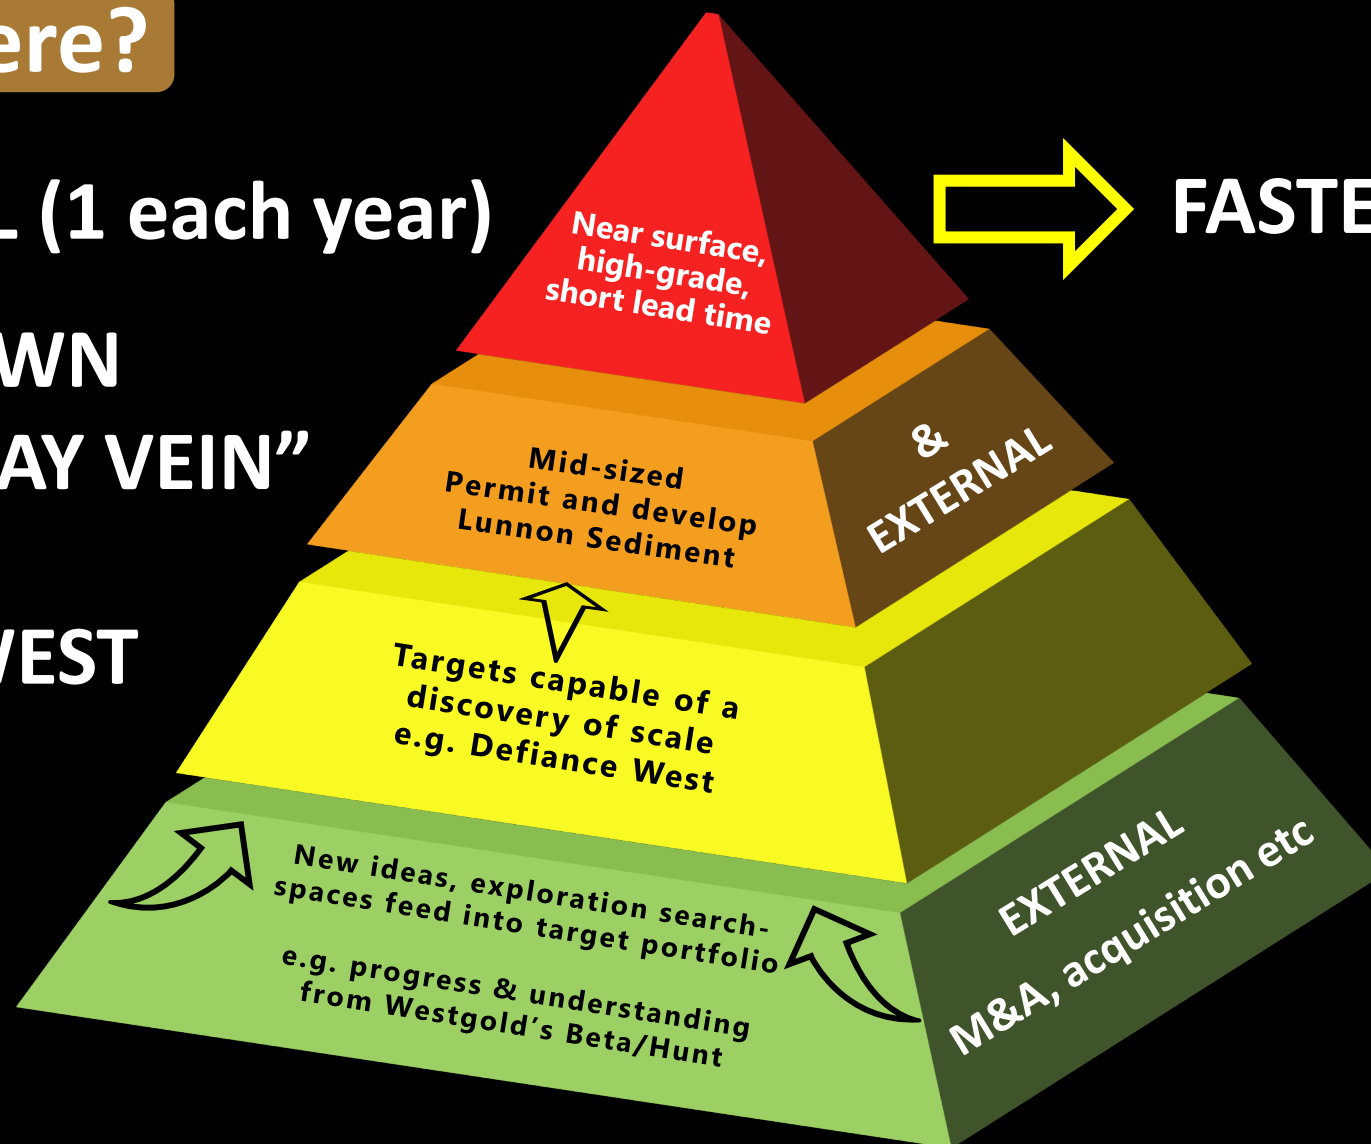 ere?
L (1 each year)
WN
AY VEIN”
VEST
Near surface,
high-grade,
short lead time
FASTE
Mid-sized
Permit and develop
Lunnon Sediment
&
EXTERNAL
Targets capable of a
discovery of scale
e.g. Defiance West
New ideas, exploration search-
spaces feed into target portfolio
e.g. progress & understanding
from Westgold’s Beta/Hunt
EXTERNAL
M&A, acquisition etc